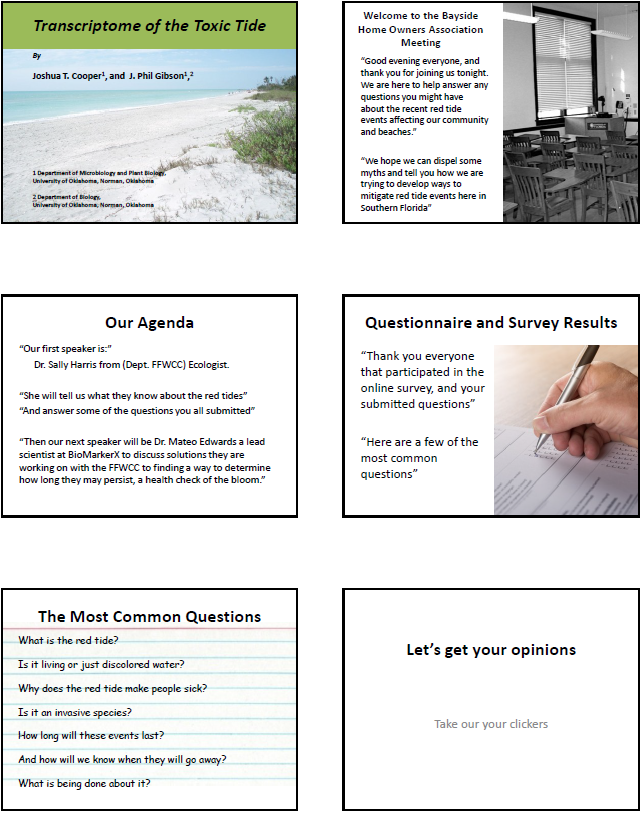 Transcriptome of the Toxic Tide
By
Joshua T. Cooper1, and J. Phil Gibson1,2
1 Department of Microbiology and Plant Biology,
University of Oklahoma, Norman, Oklahoma
2 Department of Biology,
University of Oklahoma, Norman, Oklahoma
Welcome to the Bayside
Home Owners Association
Meeting
“Good evening everyone, and
thank you for joining us tonight.
We are here to help answer any
questions you might have
about the recent red tide
events affecting our community
and beaches.”
“We hope we can dispel some
myths and tell you how we are
trying to develop ways to
mitigate red tide events here in
Southern Florida”
Our Agenda
“Our first speaker is:”
Dr. Sally Harris from (Dept. FFWCC) Ecologist.
“She will tell us what they know about the red tides”
“And answer some of the questions you all submitted”
“Then our next speaker will be Dr. Mateo Edwards a lead
scientist at BioMarkerX to discuss solutions they are
working on with the FFWCC to finding a way to determine
how long they may persist, a health check of the bloom.”
Questionnaire and Survey Results
“Thank you everyone
that participated in the
online survey, and your
submitted questions”
“Here are a few of the
most common
questions”
The Most Common Questions
What is the red tide?
Is it living or just discolored water?
Why does the red tide make people sick?
Is it an invasive species?
How long will these events last?
And how will we know when they will go away?
What is being done about it?
Let’s get your opinions
Take our your clickers